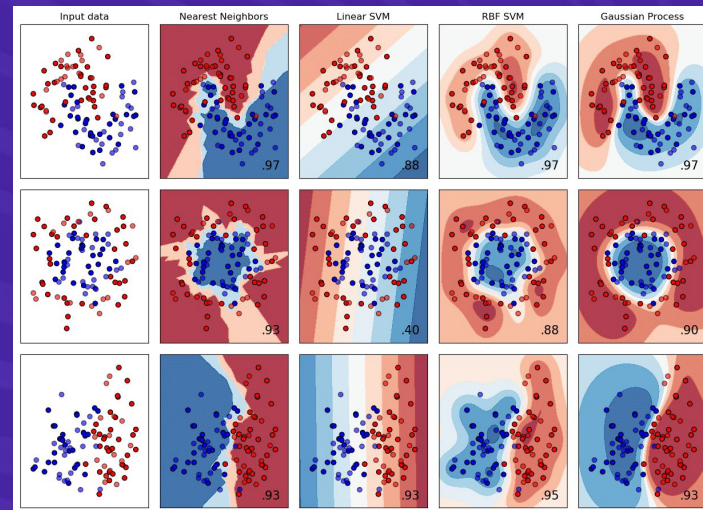 Input data
Nearest Neighbors
Linear SVM
RBF SVM
Gaussian Process
.97
.88
.97
.97
.93
.40
.88
.90
.93
.93
.95
.93